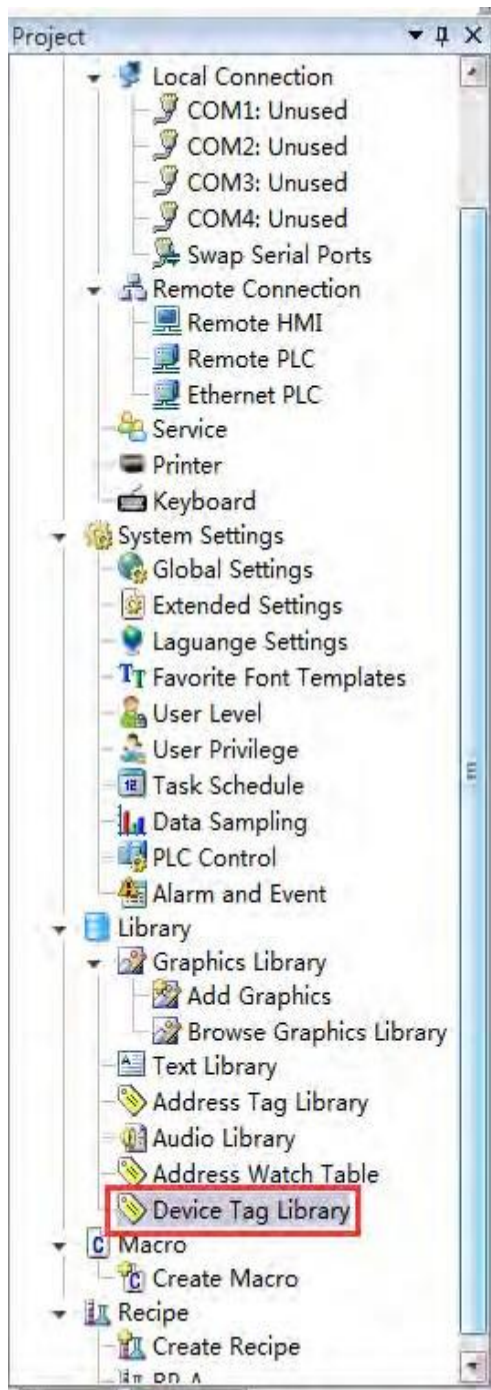 Project
Local Connection
COM1: Unused
COM2: Unused
COM3: Unused
COM4: Unused
Swap Serial Ports
Remote Connection
Remote HMI
Remote PLC
Ethernet PLC
Service
Printer
Keyboard
System Settings
Global Settings
Extended Settings
Laguange Settings
Favorite Font Templates
User Level
User Privilege
Task Schedule
Data Sampling
PLC Control
Alarm and Event
Library
Graphics Library
Add Graphics
Browse Graphics Library
Text Library
Address Tag Library
Audio Library
Address Watch Table
Device Tag Library
Macro
Create Macro
Recipe
Create Recipe